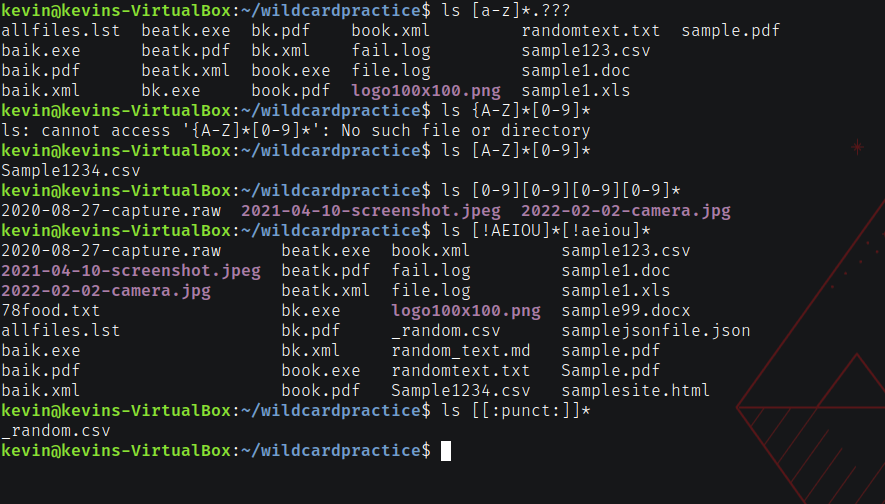 kevin@kevins-VirtualBox:~/wildcardpractice$ ls [a-z]*.???
allfiles.lst  beatk.exe  bk.pdf    book.xml         randomtext.txt  sample.pdf
baik.exe      beatk.pdf  bk.xml    fail.log         sample123.csv
baik.pdf      beatk.xml  book.exe  file.log         sample1.doc
baik.xml      bk.exe     book.pdf  logo100x100.png  sample1.xls
kevin@kevins-VirtualBox:~/wildcardpractice$ ls {A-Z]*[0-9]*
ls: cannot access '{A-Z]*[0-9]*': No such file or directory
kevin@kevins-VirtualBox:~/wildcardpractice$ ls [A-Z]*[0-9]*
Sample1234.csv
kevin@kevins-VirtualBox:~/wildcardpractice$ ls [0-9][0-9][0-9][0-9]*
2020-08-27-capture.raw  2021-04-10-screenshot.jpeg  2022-02-02-camera.jpg
kevin@kevins-VirtualBox:~/wildcardpractice$ ls [!AEIOU]*[!aeiou]*
2020-08-27-capture.raw      beatk.exe  book.xml         sample123.csv
2021-04-10-screenshot.jpeg  beatk.pdf  fail.log         sample1.doc
2022-02-02-camera.jpg       beatk.xml  file.log         sample1.xls
78food.txt                  bk.exe     logo100x100.png  sample99.docx
allfiles.lst                bk.pdf     _random.csv      samplejsonfile.json
baik.exe                    bk.xml     random_text.md   sample.pdf
baik.pdf                    book.exe   randomtext.txt   Sample.pdf
baik.xml                    book.pdf   Sample1234.csv   samplesite.html
kevin@kevins-VirtualBox:~/wildcardpractice$ ls [[:punct:]]*
_random.csv
kevin@kevins-VirtualBox:~/wildcardpractice$